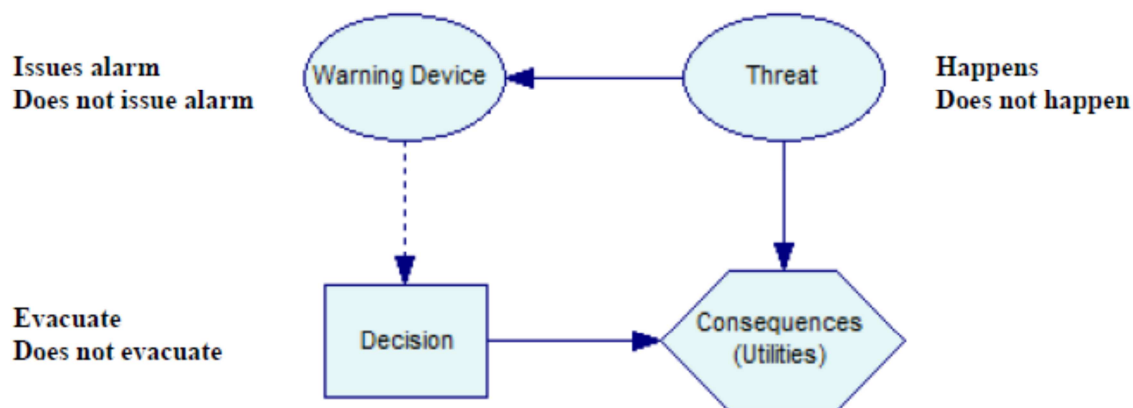 Issues alarm
Does not issue alarm
Warning Device
Threat
Happens
Does not happen
Evacuate
Does not evacuate
Decision
Consequences
(Utilities)